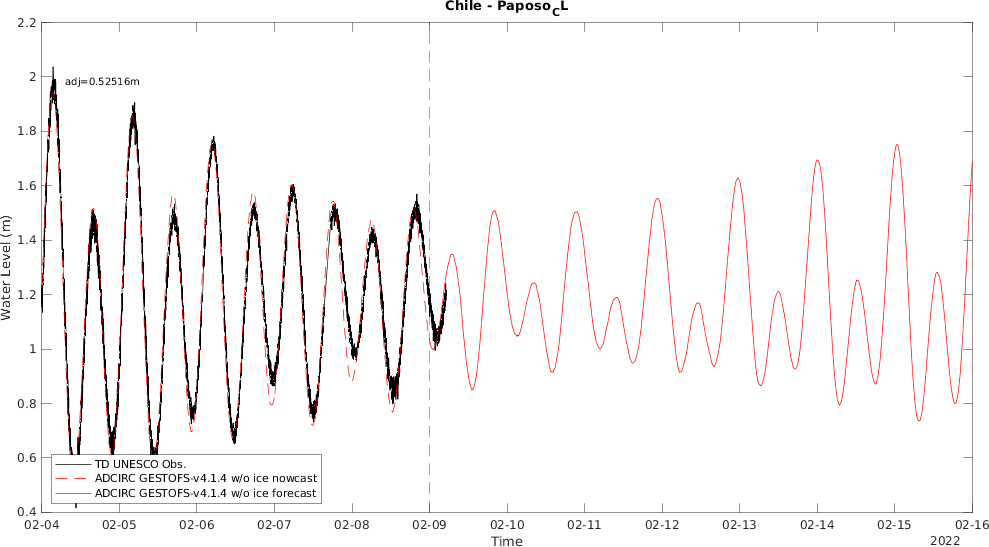 Chile - Paposo_CL
2.2
2
1.8
1.6
1.4
1.2
1
0.8
0.6
0.4
Water Level (m)
adj=0.52516m
TD UNESCO Obs.
ADCIRC GESTOFS-v4.1.4 w/o ice nowcast
ADCIRC GESTOFS-v4.1.4 w/o ice forecast
02-04 02-05 02-06 02-07 02-08 02-09 02-10 02-11 02-12 02-13 02-14 02-15 02-16
Time
2022